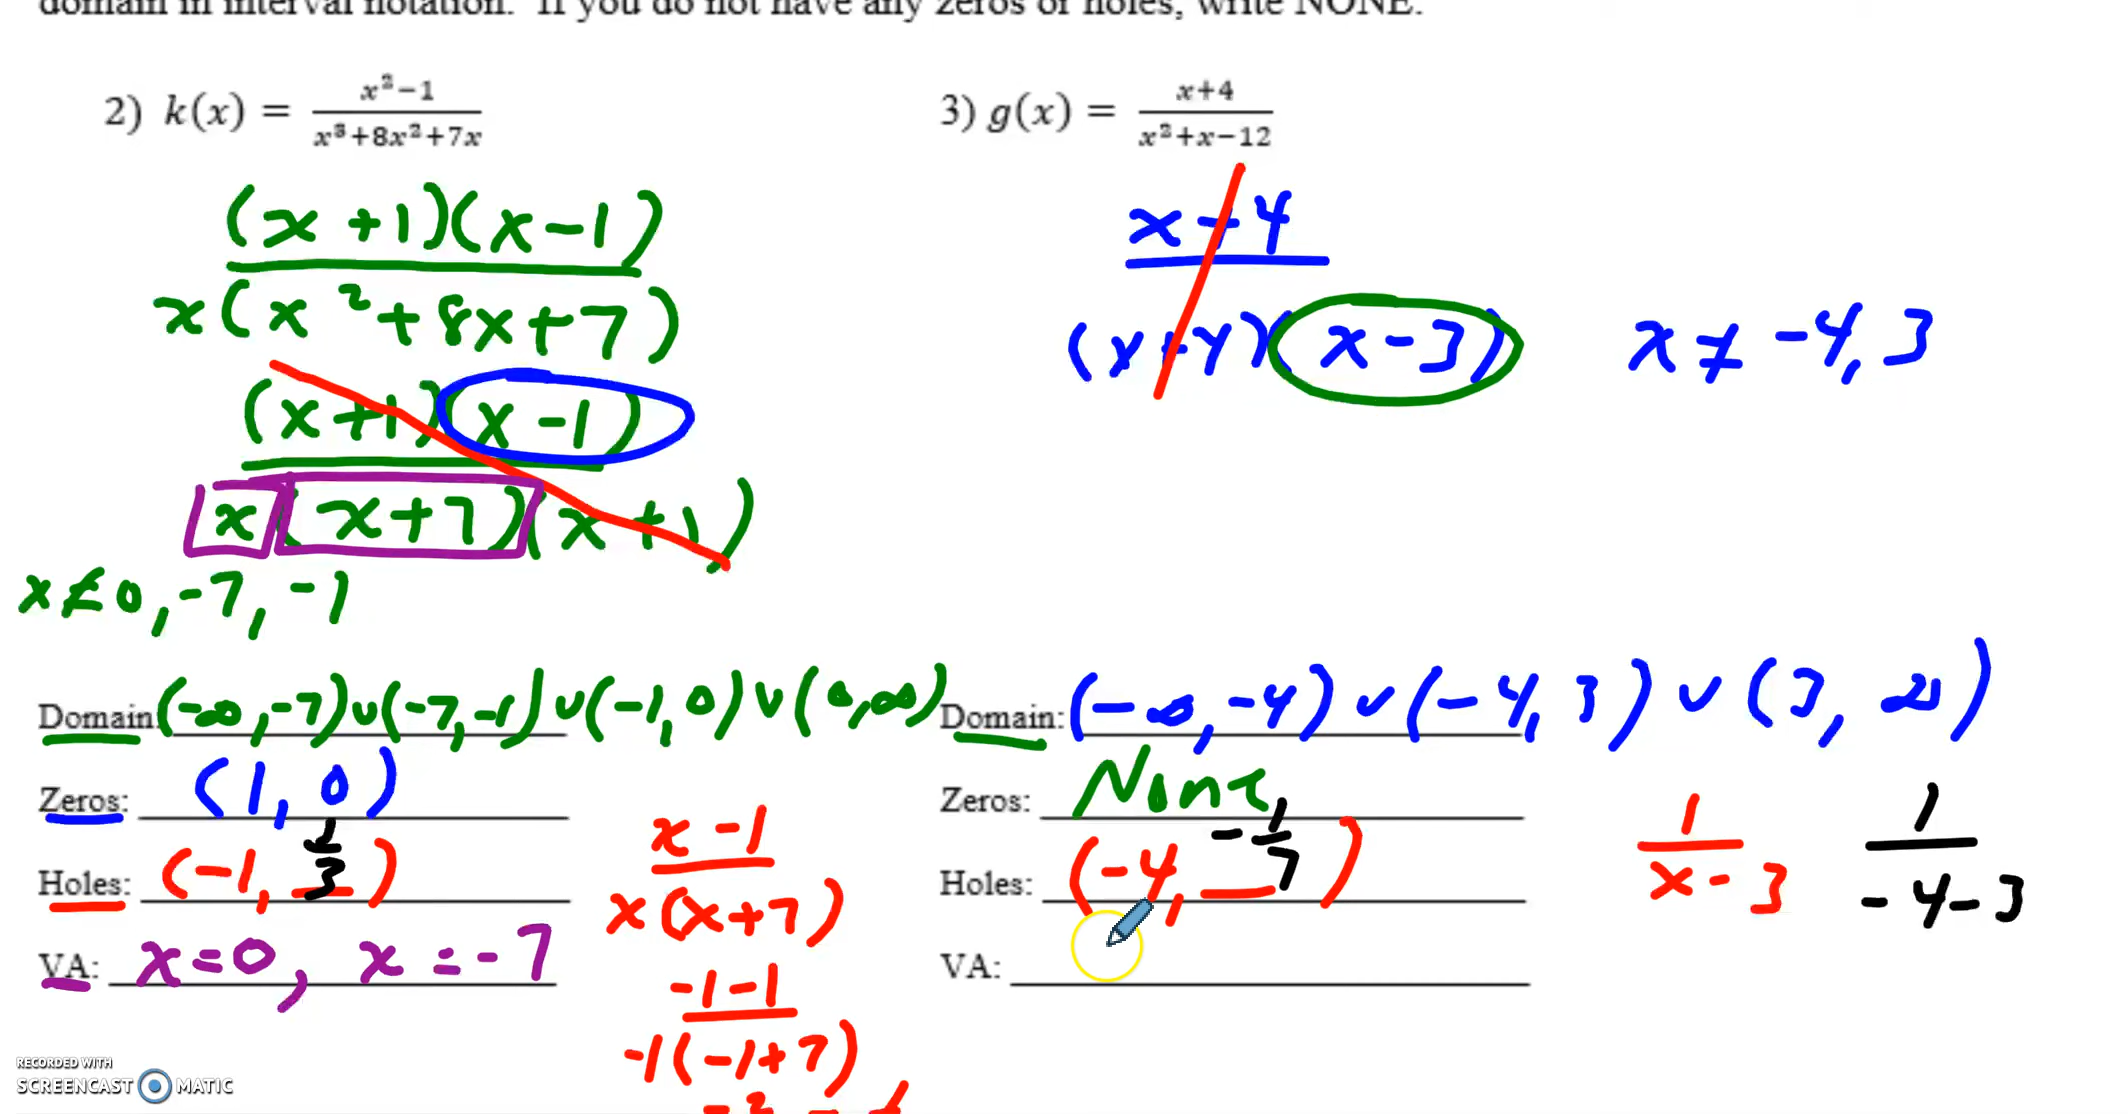 domain in interval notation. If you do not have any zeros or holes, write NONE.
2) k(x) = (x²−1)/(x³+8x²+7x)
(x+1)(x−1)
x(x²+8x+7)
(x+1)(x−1)
x(x+7)(x+1)
x≠0,-7,-1
Domain: (-∞,-7)∪(-7,-1)∪(-1,0)∪(0,∞)
Zeros: (1,0)
Holes: (-1, 1/3)
VA: x=0, x=-7
x-1
x(x+7)
-1-1
-1(-1+7)
3) g(x) = (x+4)/(x²+x−12)
x+4
(x+4)(x-3) x≠-4,3
Domain: (-∞,-4)∪(-4,3)∪(3,∞)
Zeros: None
Holes: (-4, -1/7)
VA:
1/(x-3) 1/(-4-3)
RECORDED WITH
SCREENCAST MATIC